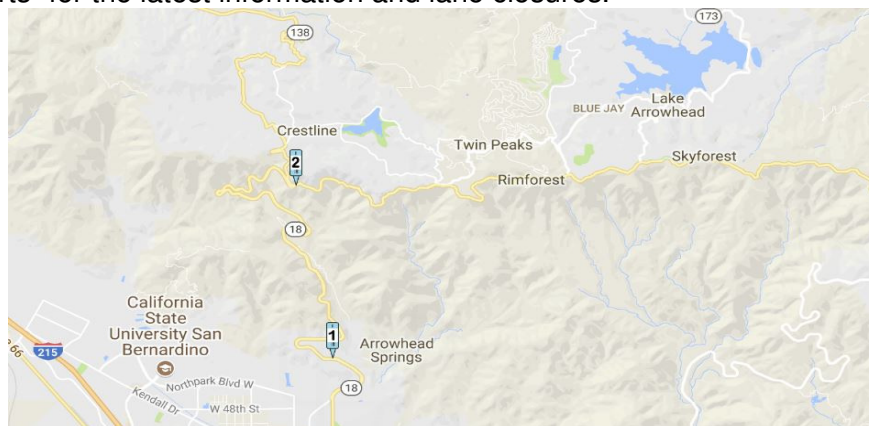 for the latest information and lane closures.
173
138
BLUE JAY
Lake
Arrowhead
Crestline
Twin Peaks
2
Skyforest
Rimforest
18
California
State
University San
Bernardino
1
Arrowhead
Springs
215
66
Northpark Blvd W
18
Kendall Dr
W 48th St